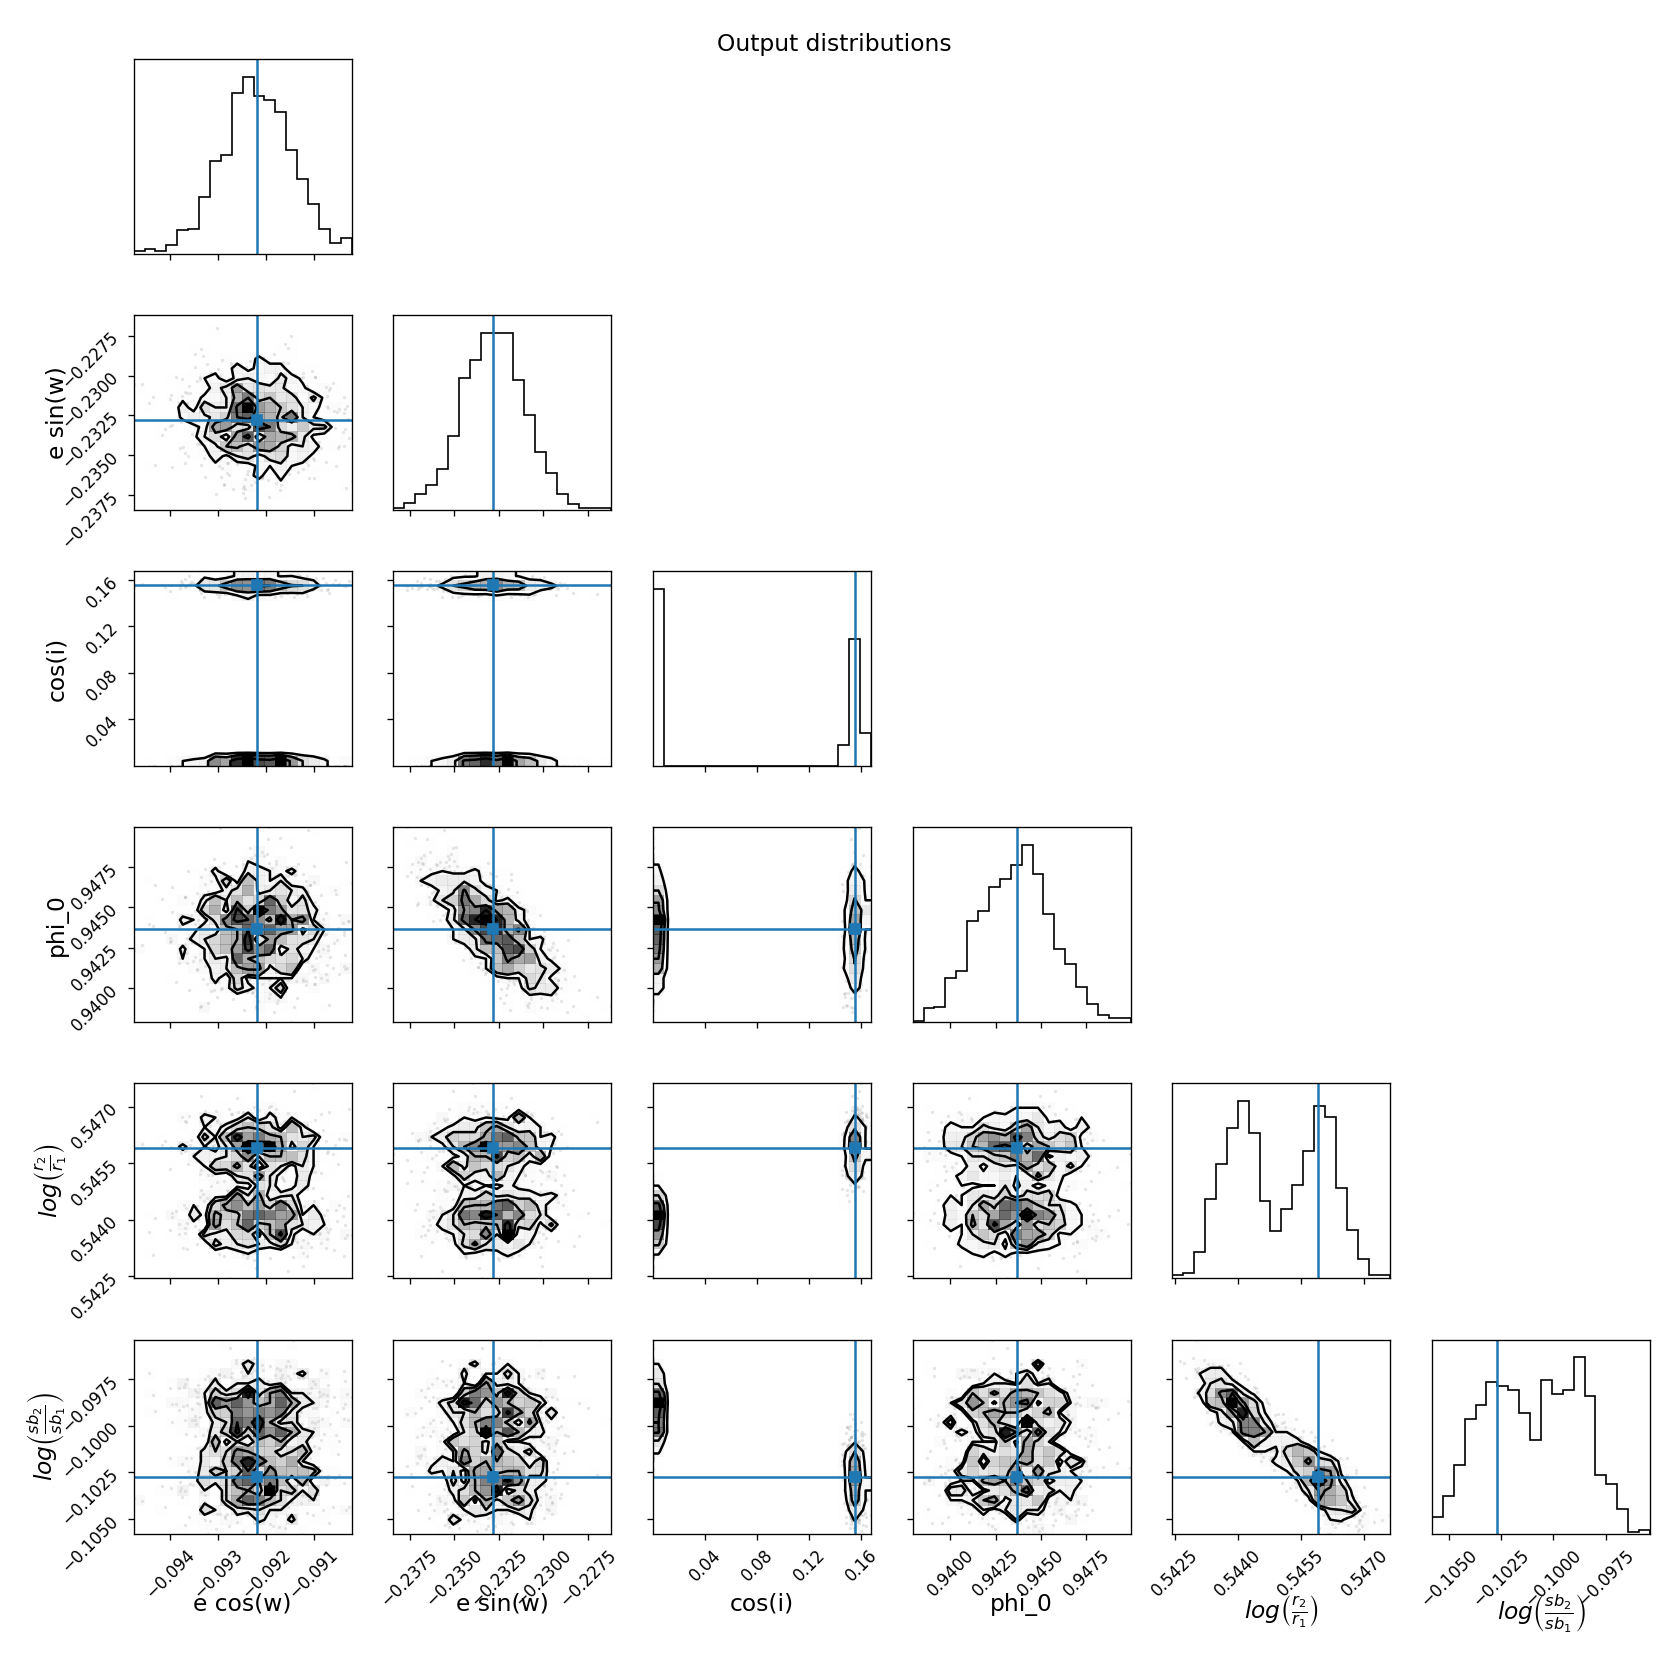 Output distributions
e sin(w)
−0.2275
−0.2300
−0.2325
−0.2350
−0.2375
cos(i)
0.16
0.12
0.08
0.04
phi_0
0.9475
0.9450
0.9425
0.9400
log(r₂/r₁)
0.5470
0.5455
0.5440
0.5425
log(sb₂/sb₁)
−0.0975
−0.1000
−0.1025
−0.1050
−0.094 −0.093 −0.092 −0.091
e cos(w)
−0.2375 −0.2350 −0.2325 −0.2300 −0.2275
e sin(w)
0.04 0.08 0.12 0.16
cos(i)
0.9400 0.9425 0.9450 0.9475
phi_0
0.5425 0.5440 0.5455 0.5470
log(r₂/r₁)
−0.1050 −0.1025 −0.1000 −0.0975
log(sb₂/sb₁)